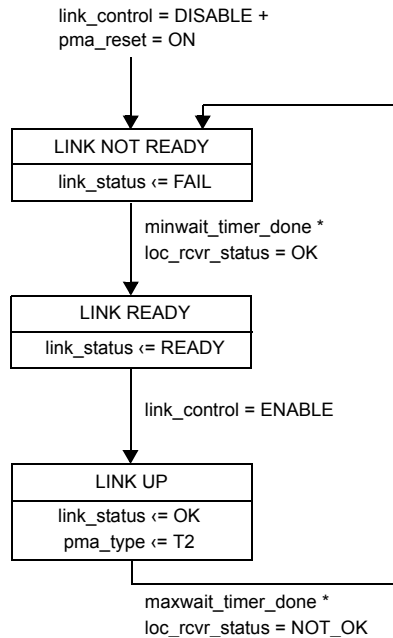 link_control = DISABLE +
pma_reset = ON
LINK NOT READY
link_status ‹= FAIL
minwait_timer_done *
loc_rcvr_status = OK
LINK READY
link_status ‹= READY
link_control = ENABLE
LINK UP
link_status ‹= OK
pma_type ‹= T2
maxwait_timer_done *
loc_rcvr_status = NOT_OK